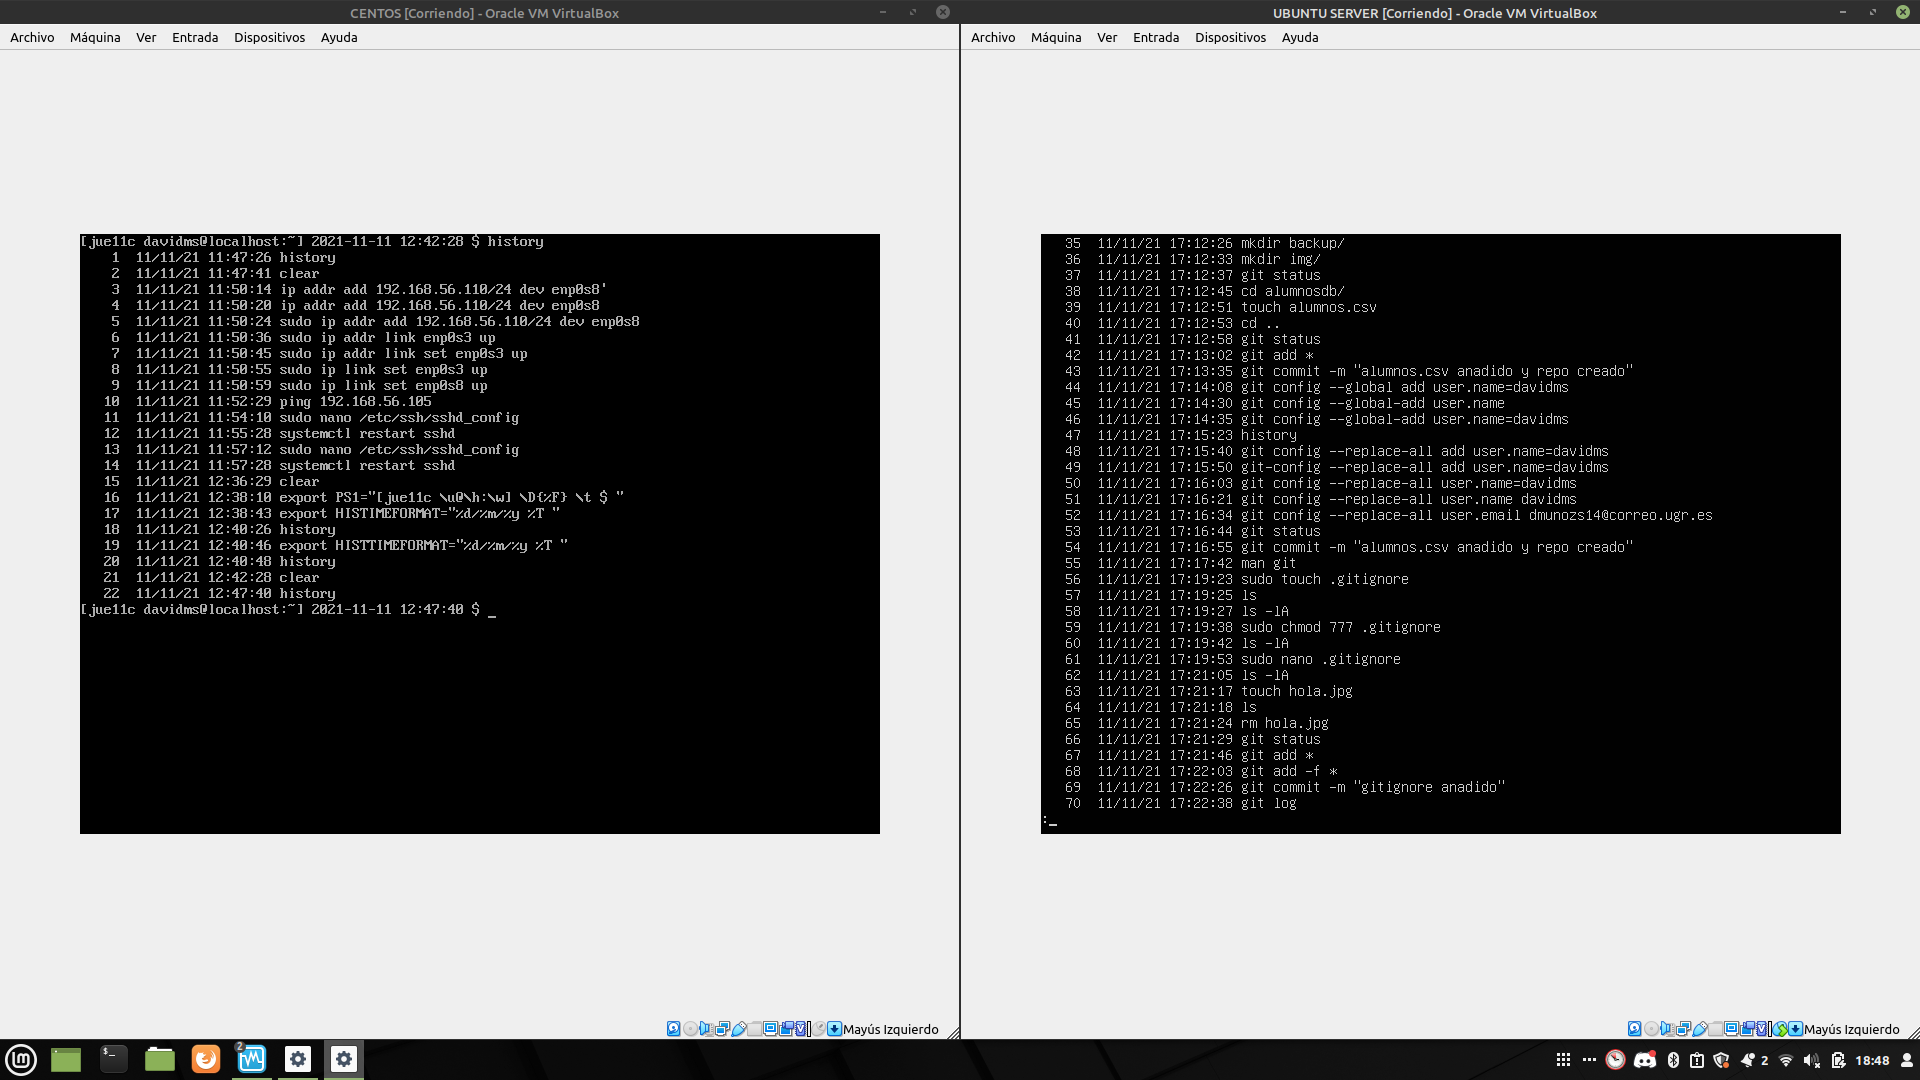 CENTOS [Corriendo] - Oracle VM VirtualBox
Archivo Máquina Ver Entrada Dispositivos Ayuda
[jue11c davidms@localhost:~] 2021-11-11 12:42:28 $ history
1 11/11/21 11:47:26 history
2 11/11/21 11:47:41 clear
3 11/11/21 11:50:14 ip addr add 192.168.56.110/24 dev enp0s8'
4 11/11/21 11:50:20 ip addr add 192.168.56.110/24 dev enp0s8
5 11/11/21 11:50:24 sudo ip addr add 192.168.56.110/24 dev enp0s8
6 11/11/21 11:50:36 sudo ip addr link enp0s3 up
7 11/11/21 11:50:45 sudo ip addr link set enp0s3 up
8 11/11/21 11:50:55 sudo ip link set enp0s3 up
9 11/11/21 11:50:59 sudo ip link set enp0s8 up
10 11/11/21 11:52:29 ping 192.168.56.105
11 11/11/21 11:54:10 sudo nano /etc/ssh/sshd_config
12 11/11/21 11:55:28 systemctl restart sshd
13 11/11/21 11:57:12 sudo nano /etc/ssh/sshd_config
14 11/11/21 11:57:28 systemctl restart sshd
15 11/11/21 12:36:29 clear
16 11/11/21 12:38:10 export PS1="[jue11c \u@\h:\w] \D{%F} \t $ "
17 11/11/21 12:38:43 export HISTIMEFORMAT="%d/%m/%y %T "
18 11/11/21 12:40:26 history
19 11/11/21 12:40:46 export HISTTIMEFORMAT="%d/%m/%y %T "
20 11/11/21 12:40:48 history
21 11/11/21 12:42:28 clear
22 11/11/21 12:47:40 history
[jue11c davidms@localhost:~] 2021-11-11 12:47:40 $ _
Mayús Izquierdo
UBUNTU SERVER [Corriendo] - Oracle VM VirtualBox
Archivo Máquina Ver Entrada Dispositivos Ayuda
35 11/11/21 17:12:26 mkdir backup/
36 11/11/21 17:12:33 mkdir img/
37 11/11/21 17:12:37 git status
38 11/11/21 17:12:45 cd alumnosdb/
39 11/11/21 17:12:51 touch alumnos.csv
40 11/11/21 17:12:53 cd ..
41 11/11/21 17:12:58 git status
42 11/11/21 17:13:02 git add *
43 11/11/21 17:13:35 git commit -m "alumnos.csv anadido y repo creado"
44 11/11/21 17:14:08 git config --global add user.name=davidms
45 11/11/21 17:14:30 git config --global-add user.name
46 11/11/21 17:14:35 git config --global-add user.name=davidms
47 11/11/21 17:15:23 history
48 11/11/21 17:15:40 git config --replace-all add user.name=davidms
49 11/11/21 17:15:50 git-config --replace-all add user.name=davidms
50 11/11/21 17:16:03 git config --replace-all user.name=davidms
51 11/11/21 17:16:21 git config --replace-all user.name davidms
52 11/11/21 17:16:34 git config --replace-all user.email dmunozs14@correo.ugr.es
53 11/11/21 17:16:44 git status
54 11/11/21 17:16:55 git commit -m "alumnos.csv anadido y repo creado"
55 11/11/21 17:17:42 man git
56 11/11/21 17:19:23 sudo touch .gitignore
57 11/11/21 17:19:25 ls
58 11/11/21 17:19:27 ls -lA
59 11/11/21 17:19:38 sudo chmod 777 .gitignore
60 11/11/21 17:19:42 ls -lA
61 11/11/21 17:19:53 sudo nano .gitignore
62 11/11/21 17:21:05 ls -lA
63 11/11/21 17:21:17 touch hola.jpg
64 11/11/21 17:21:18 ls
65 11/11/21 17:21:24 rm hola.jpg
66 11/11/21 17:21:29 git status
67 11/11/21 17:21:46 git add *
68 11/11/21 17:22:03 git add -f *
69 11/11/21 17:22:26 git commit -m "gitignore anadido"
70 11/11/21 17:22:38 git log
:_
Mayús Izquierdo
2
2
18:48